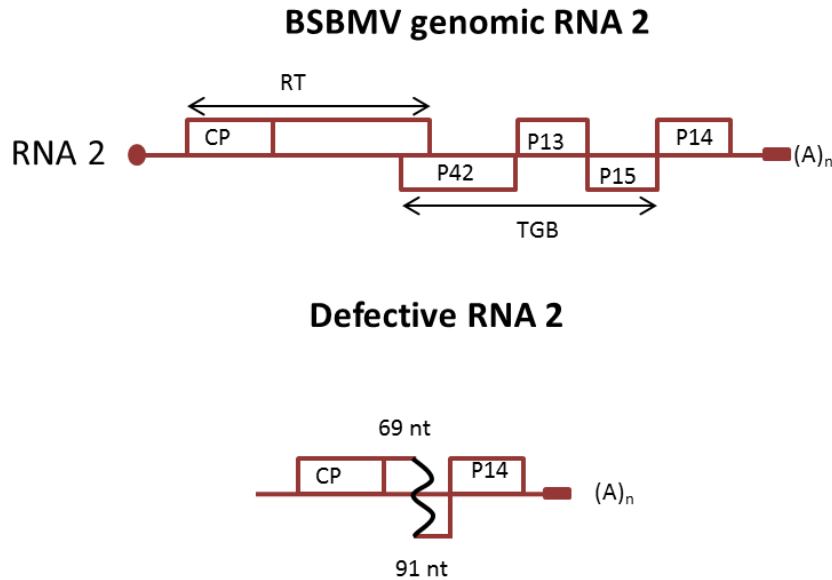 BSBMV genomic RNA 2
RT
CP
P13
P14
RNA 2
(A)n
P42
P15
TGB
Defective RNA 2
69 nt
CP
P14
(A)n
91 nt